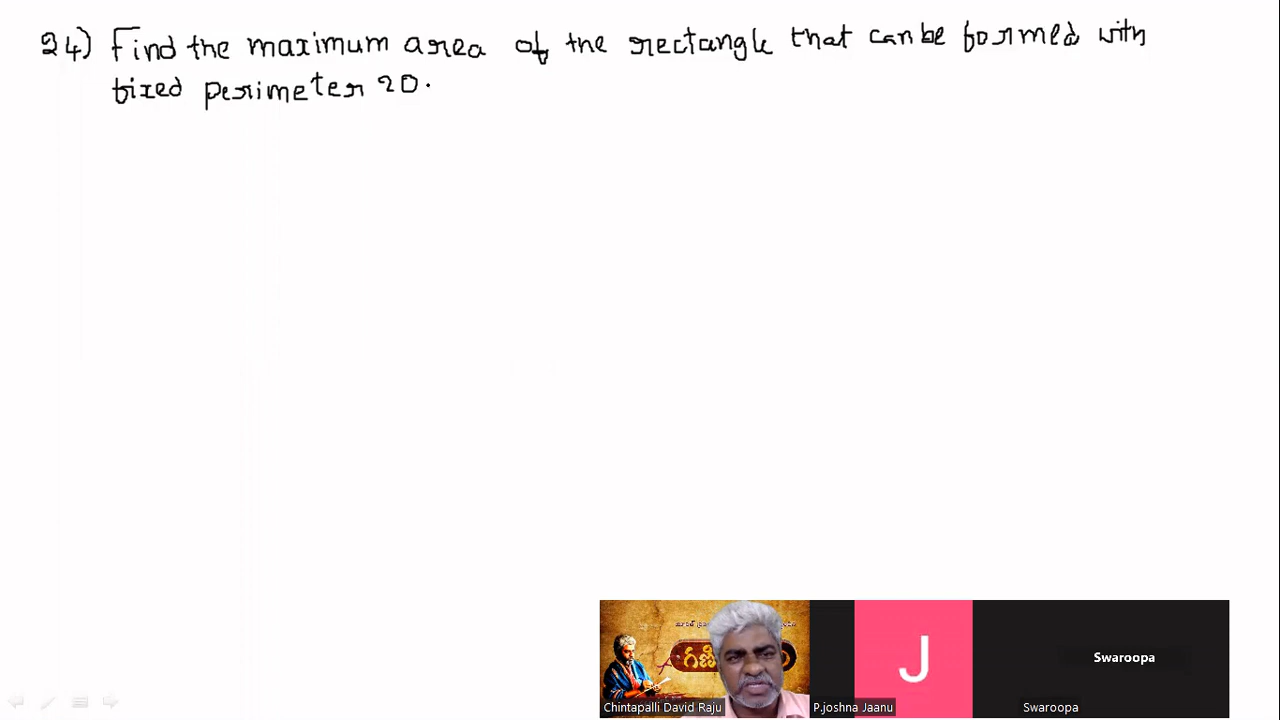 24) Find the maximum area of the rectangle that can be formed with
fixed perimeter 20.
Chintapalli David Raju
J
P.joshna Jaanu
Swaroopa
Swaroopa